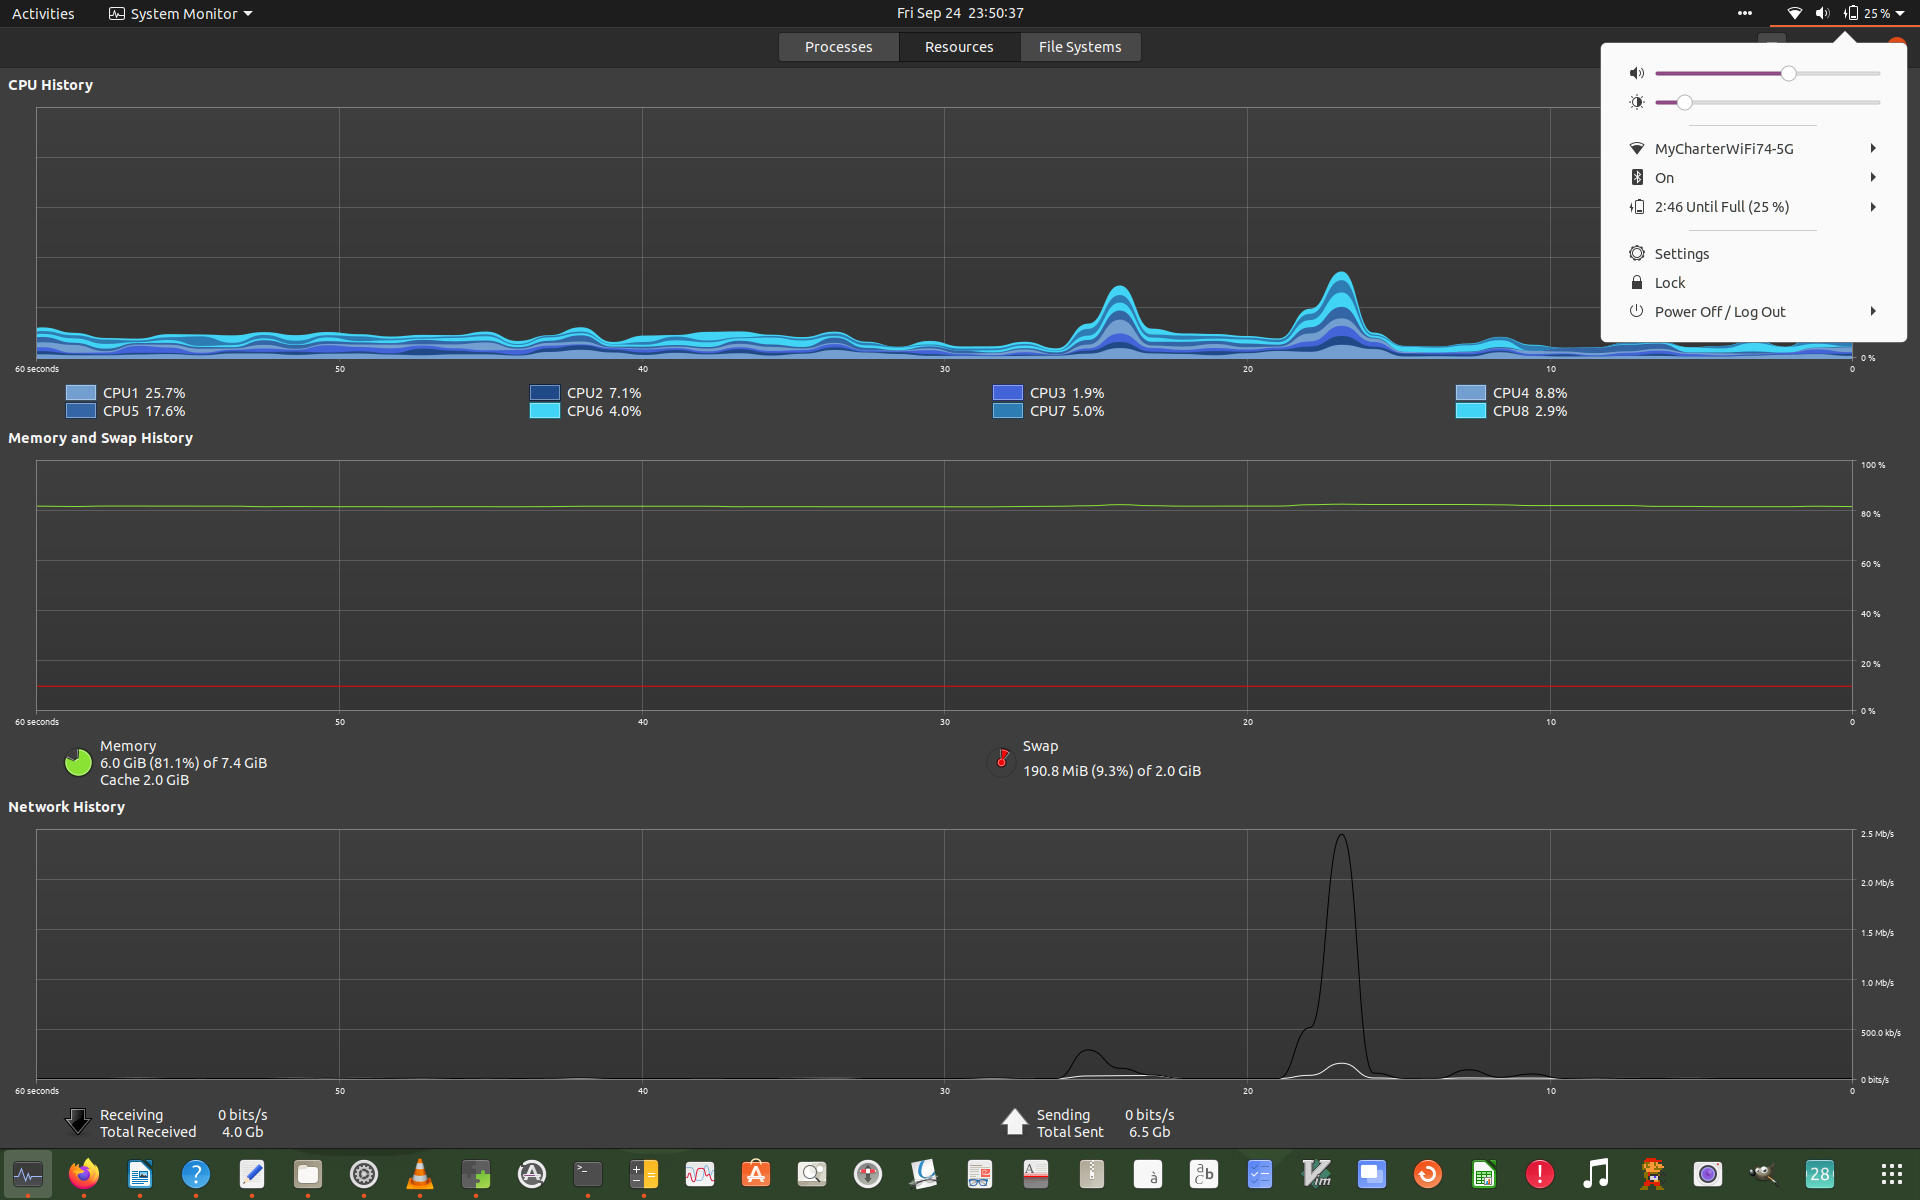 Activities System Monitor Fri Sep 24 23:50:37 25 %
Processes Resources File Systems
CPU History
MyCharterWiFi74-5G
On
2:46 Until Full (25 %)
Settings
Lock
Power Off / Log Out
0 %
60 seconds 50 40 30 20 10 0
CPU1 25.7% CPU2 7.1% CPU3 1.9% CPU4 8.8%
CPU5 17.6% CPU6 4.0% CPU7 5.0% CPU8 2.9%
Memory and Swap History
100 %
80 %
60 %
40 %
20 %
0 %
60 seconds 50 40 30 20 10 0
Memory
6.0 GiB (81.1%) of 7.4 GiB
Cache 2.0 GiB
Swap
190.8 MiB (9.3%) of 2.0 GiB
Network History
2.5 Mb/s
2.0 Mb/s
1.5 Mb/s
1.0 Mb/s
500.0 kb/s
0 bits/s
60 seconds 50 40 30 20 10 0
Receiving 0 bits/s
Total Received 4.0 Gb
Sending 0 bits/s
Total Sent 6.5 Gb
? >_ A à ab c Vim ! 28